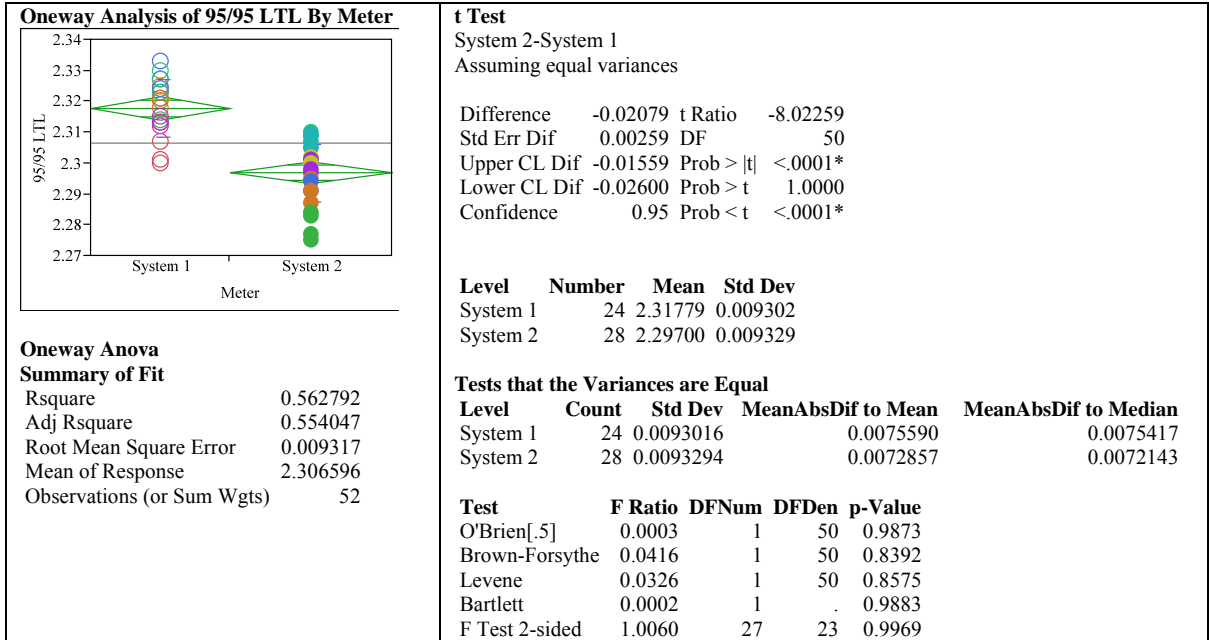 Oneway Analysis of 95/95 LTL By Meter
2.34
2.33
2.32
2.31
2.3
2.29
2.28
2.27
95/95 LTL
System 1 System 2
Meter
Oneway Anova
Summary of Fit
Rsquare 0.562792
Adj Rsquare 0.554047
Root Mean Square Error 0.009317
Mean of Response 2.306596
Observations (or Sum Wgts) 52
t Test
System 2-System 1
Assuming equal variances
Difference -0.02079 t Ratio -8.02259
Std Err Dif 0.00259 DF 50
Upper CL Dif -0.01559 Prob > |t| <.0001*
Lower CL Dif -0.02600 Prob > t 1.0000
Confidence 0.95 Prob < t <.0001*
Level Number Mean Std Dev
System 1 24 2.31779 0.009302
System 2 28 2.29700 0.009329
Tests that the Variances are Equal
Level Count Std Dev MeanAbsDif to Mean MeanAbsDif to Median
System 1 24 0.0093016 0.0075590 0.0075417
System 2 28 0.0093294 0.0072857 0.0072143
Test F Ratio DFNum DFDen p-Value
O'Brien[.5] 0.0003 1 50 0.9873
Brown-Forsythe 0.0416 1 50 0.8392
Levene 0.0326 1 50 0.8575
Bartlett 0.0002 1 . 0.9883
F Test 2-sided 1.0060 27 23 0.9969